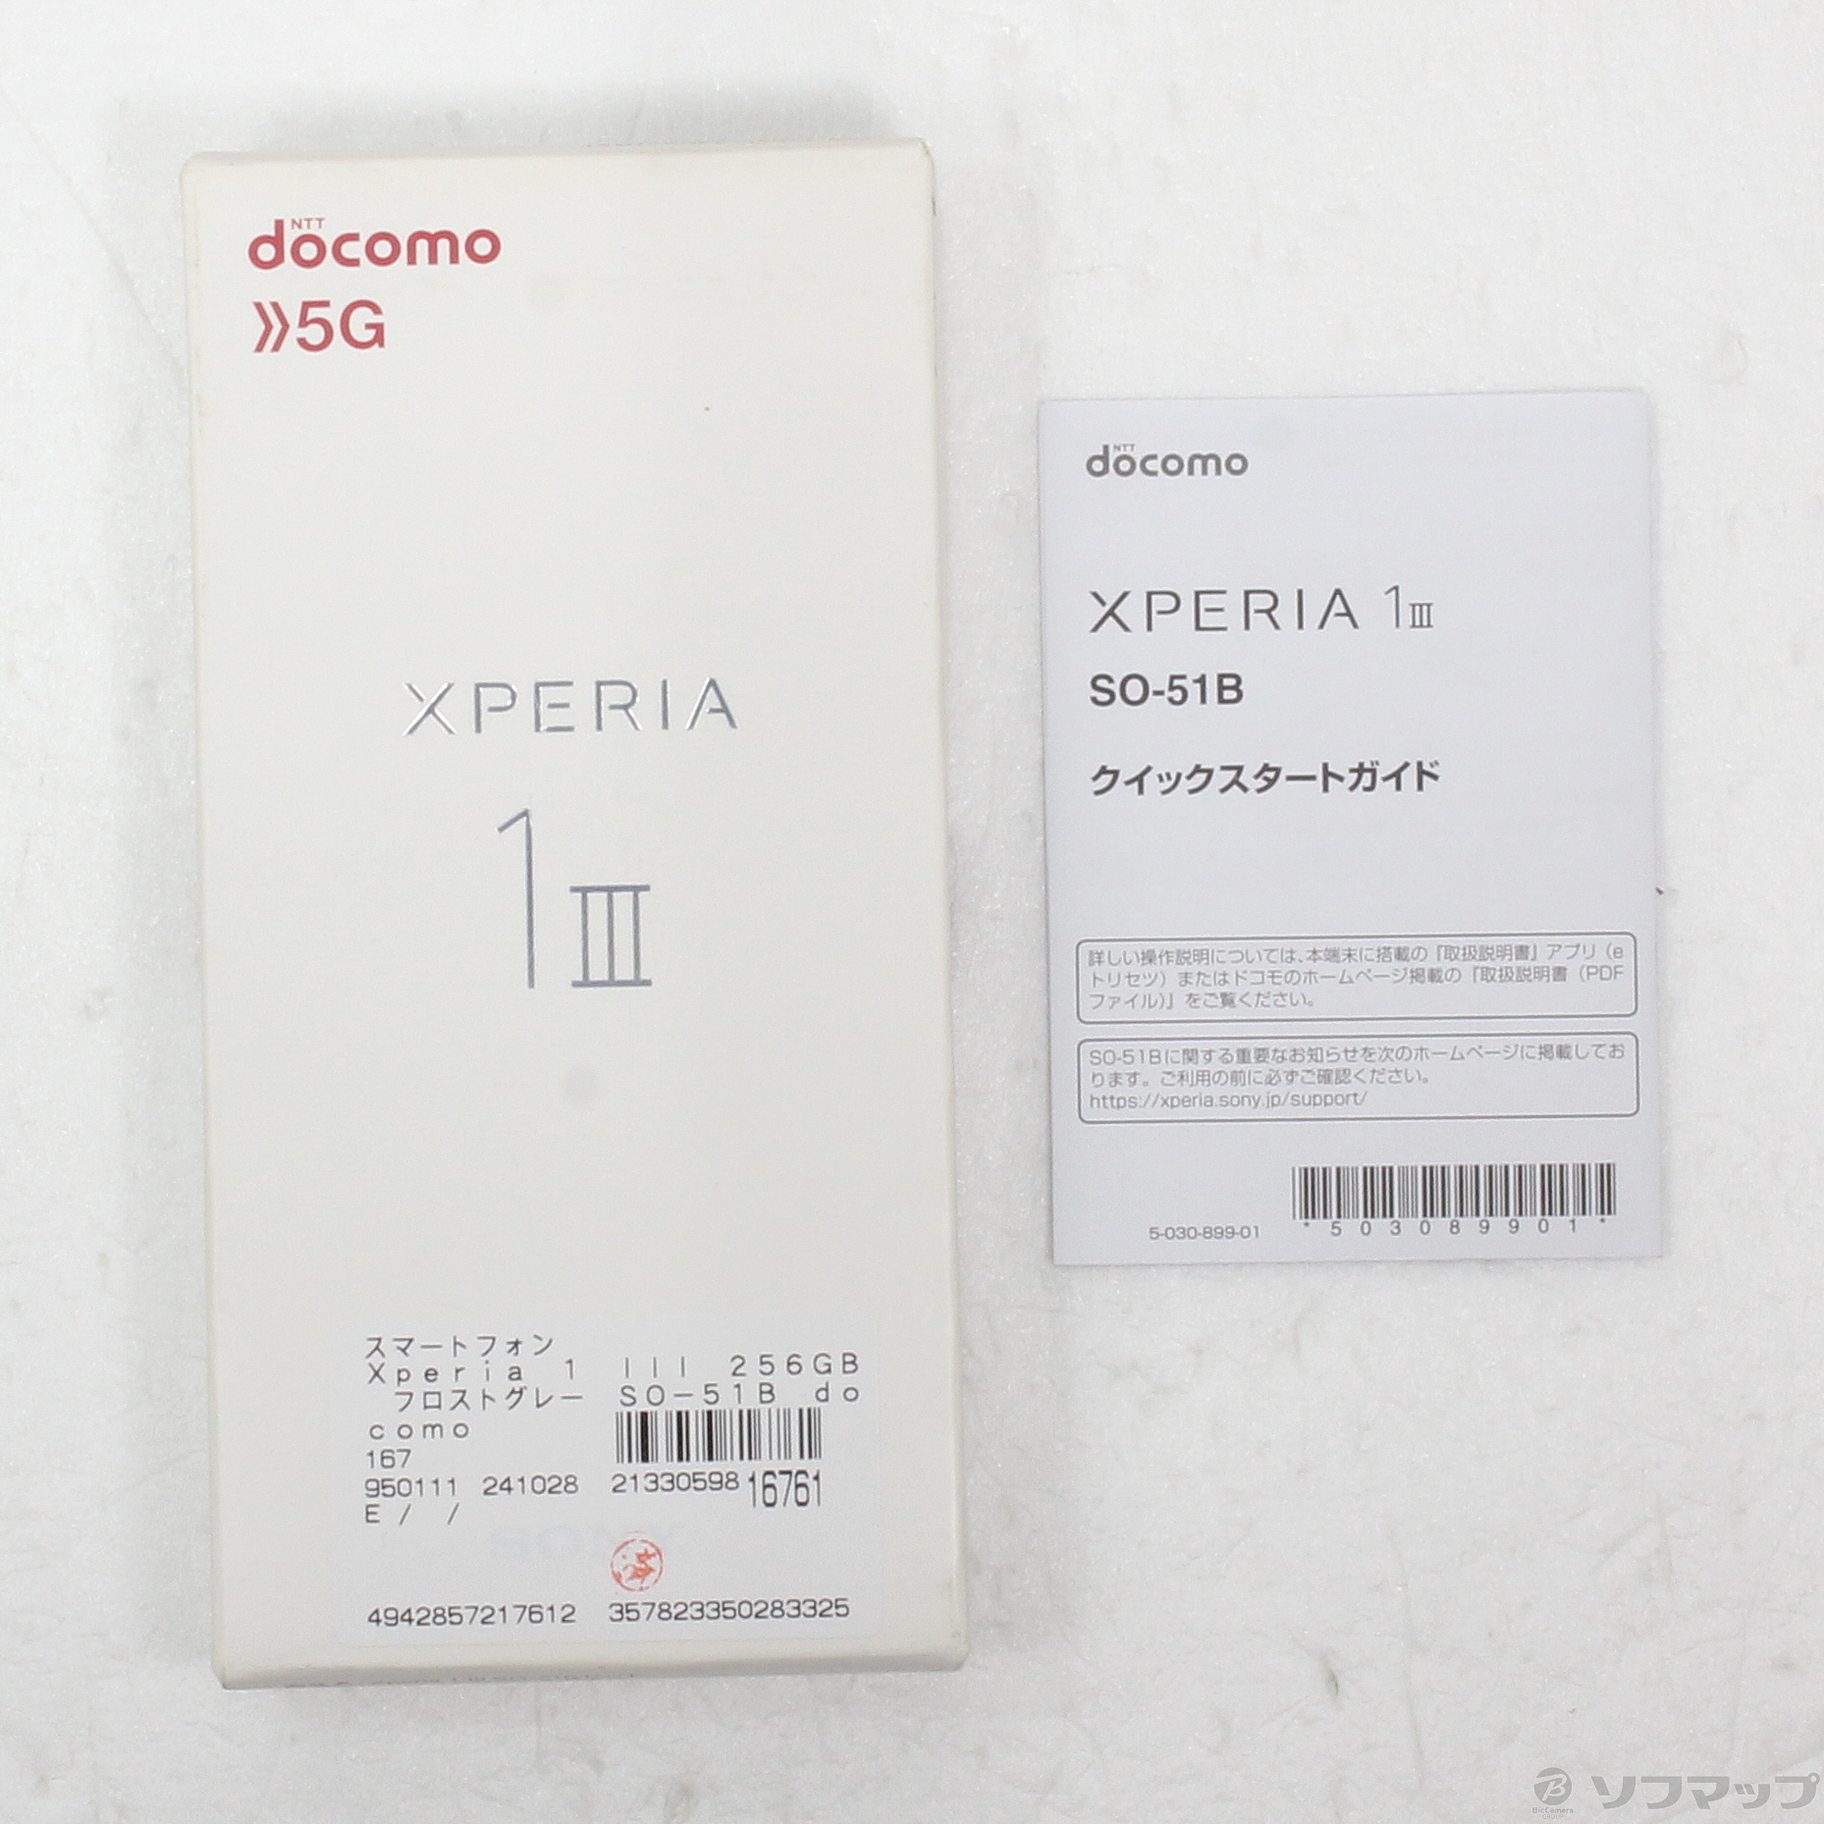 NTT
docomo
5G
XPERIA
1 III
スマートフォン
Xperia 1 III 256GB
フロストグレー SO-51B do
como
167
950111 241028 21330598 16761
E / /
4942857217612 357823350283325
NTT
docomo
XPERIA 1 III
SO-51B
クイックスタートガイド
詳しい操作説明については、本端末に搭載の『取扱説明書』アプリ(e
トリセツ)またはドコモのホームページ掲載の『取扱説明書(PDF
ファイル)』をご覧ください。
SO-51Bに関する重要なお知らせを次のホームページに掲載してお
ります。ご利用の前に必ずご確認ください。
https://xperia.sony.jp/support/
5-030-899-01
*503089901*
BicCamera
GROUP
ソフマップ